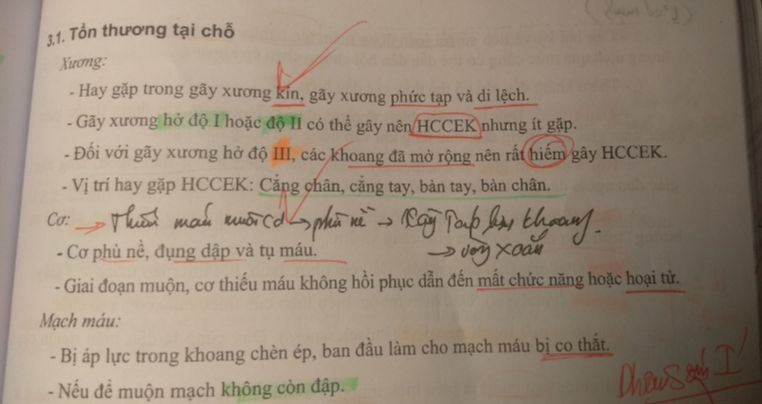 3.1. Tổn thương tại chỗ
Xương:
- Hay gặp trong gãy xương kín, gãy xương phức tạp và di lệch.
- Gãy xương hở độ I hoặc độ II có thể gây nên HCCEK nhưng ít gặp.
- Đối với gãy xương hở độ III, các khoang đã mở rộng nên rất hiếm gây HCCEK.
- Vị trí hay gặp HCCEK: Cẳng chân, cẳng tay, bàn tay, bàn chân.
Cơ: → Thiếu máu nuôi cơ → phù nề → tăng áp lực khoang.
→ vòng xoắn
- Cơ phù nề, đụng dập và tụ máu.
- Giai đoạn muộn, cơ thiếu máu không hồi phục dẫn đến mất chức năng hoặc hoại tử.
Mạch máu:
- Bị áp lực trong khoang chèn ép, ban đầu làm cho mạch máu bị co thắt.
- Nếu để muộn mạch không còn đập.